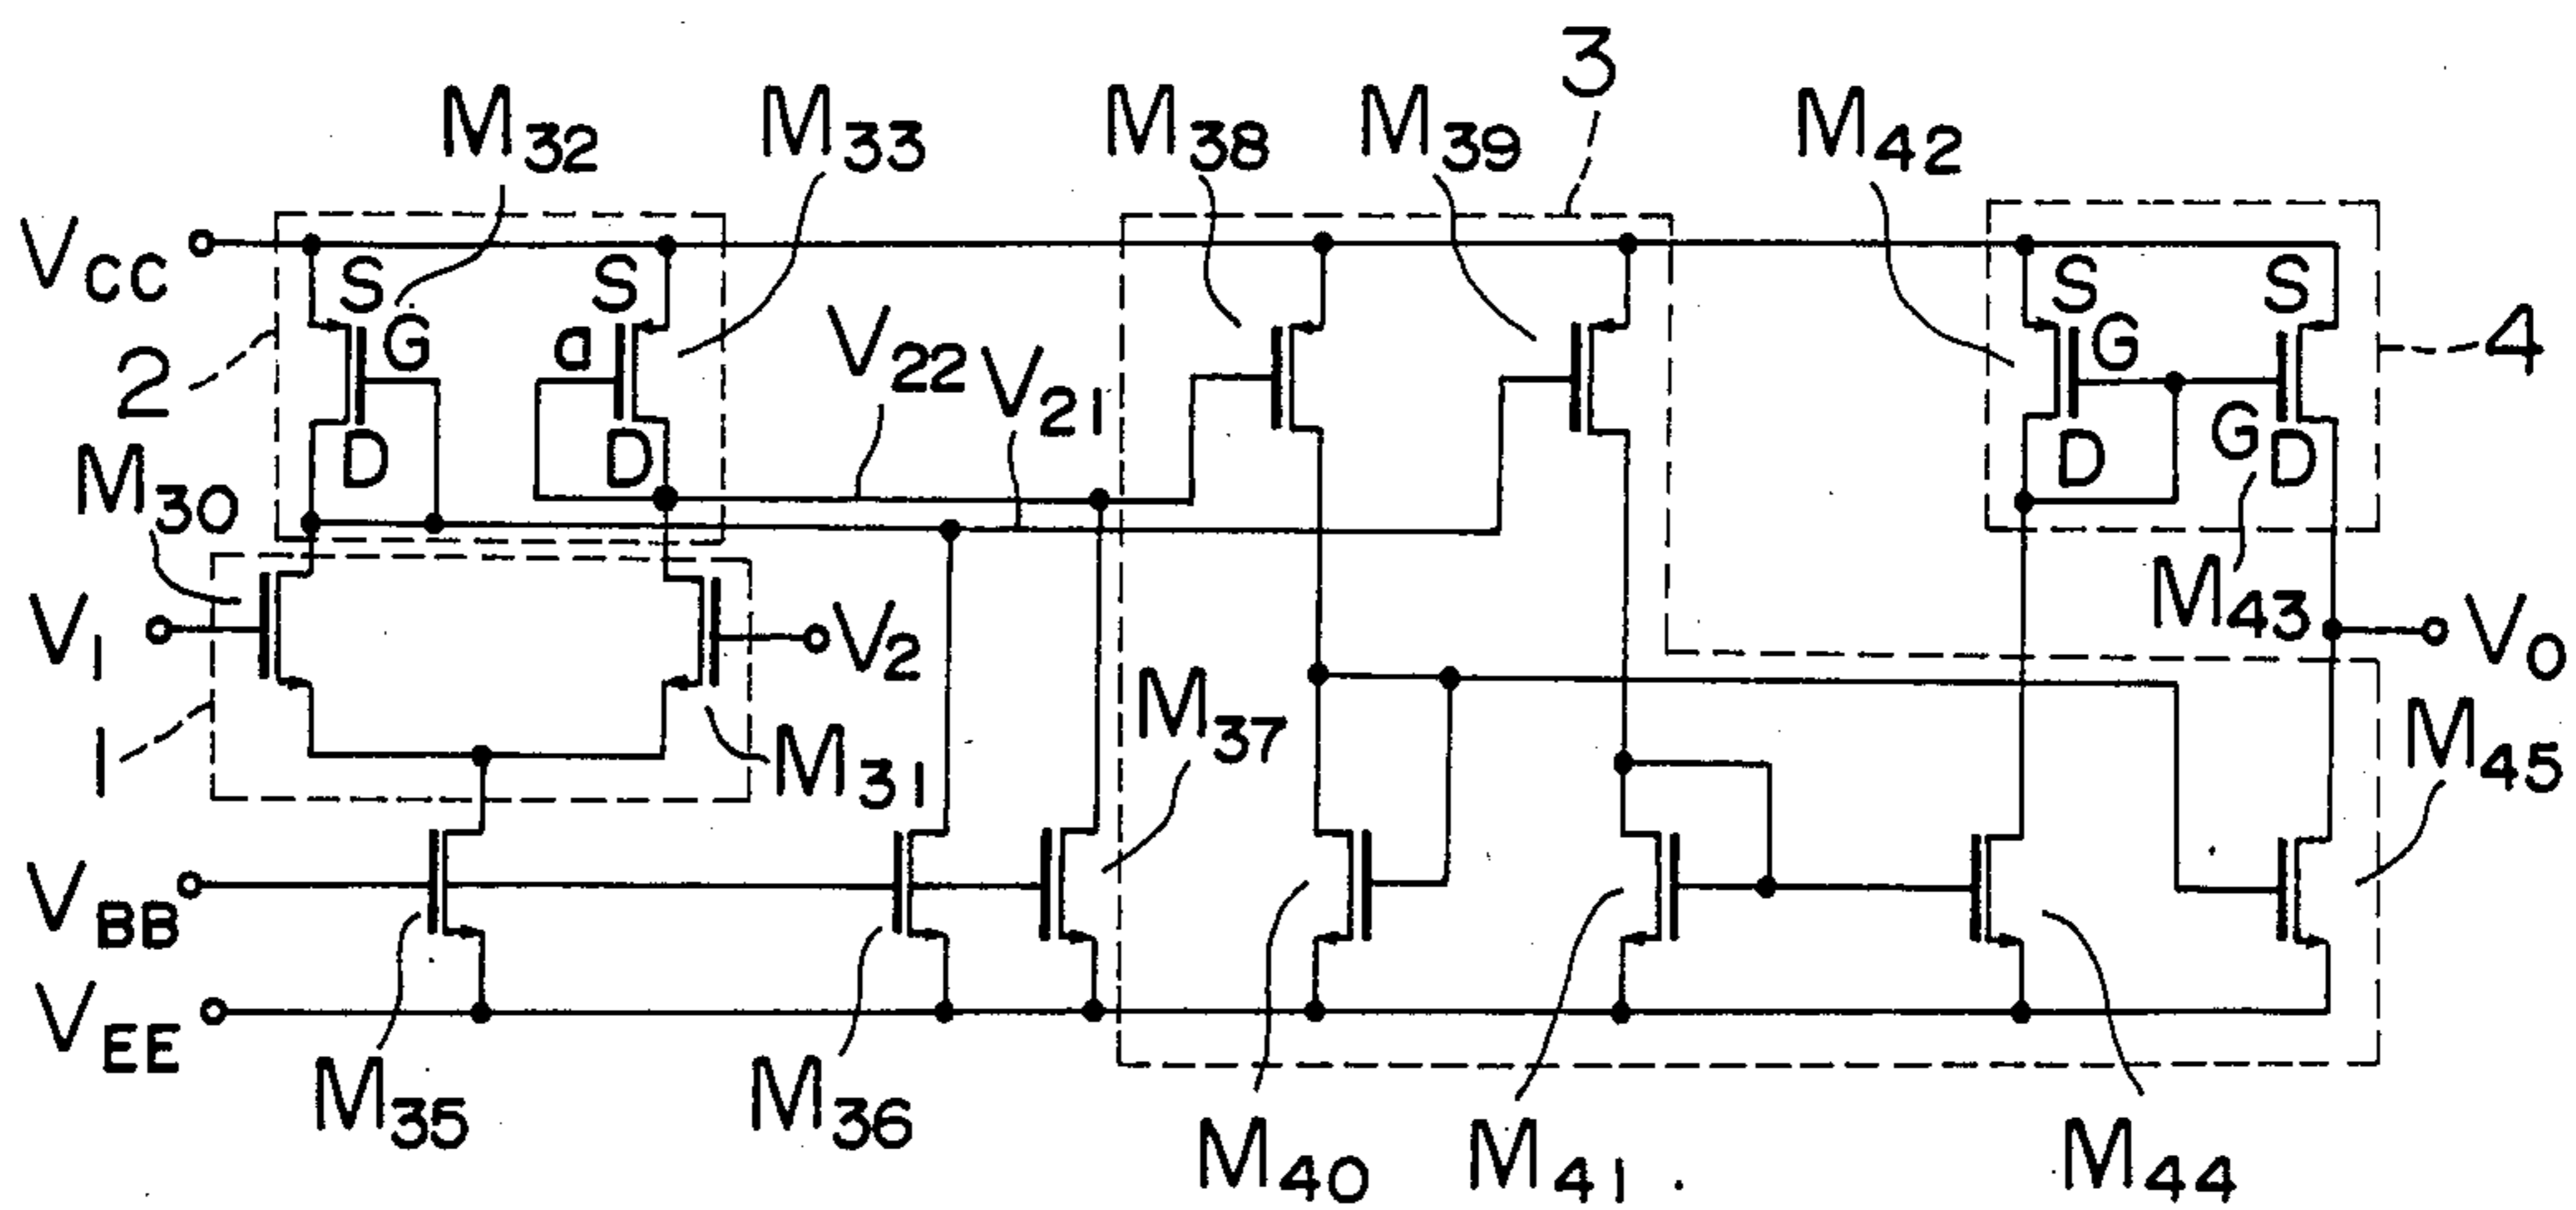 3
M32 M33 M38 M39 M42
VCC S S S S
2 G a V22 V21 G 4
D D G D D
M30
V1 V2 M43 VO
1 M31 M37 M45
VBB
VEE
M35 M36 M40 M41 M44